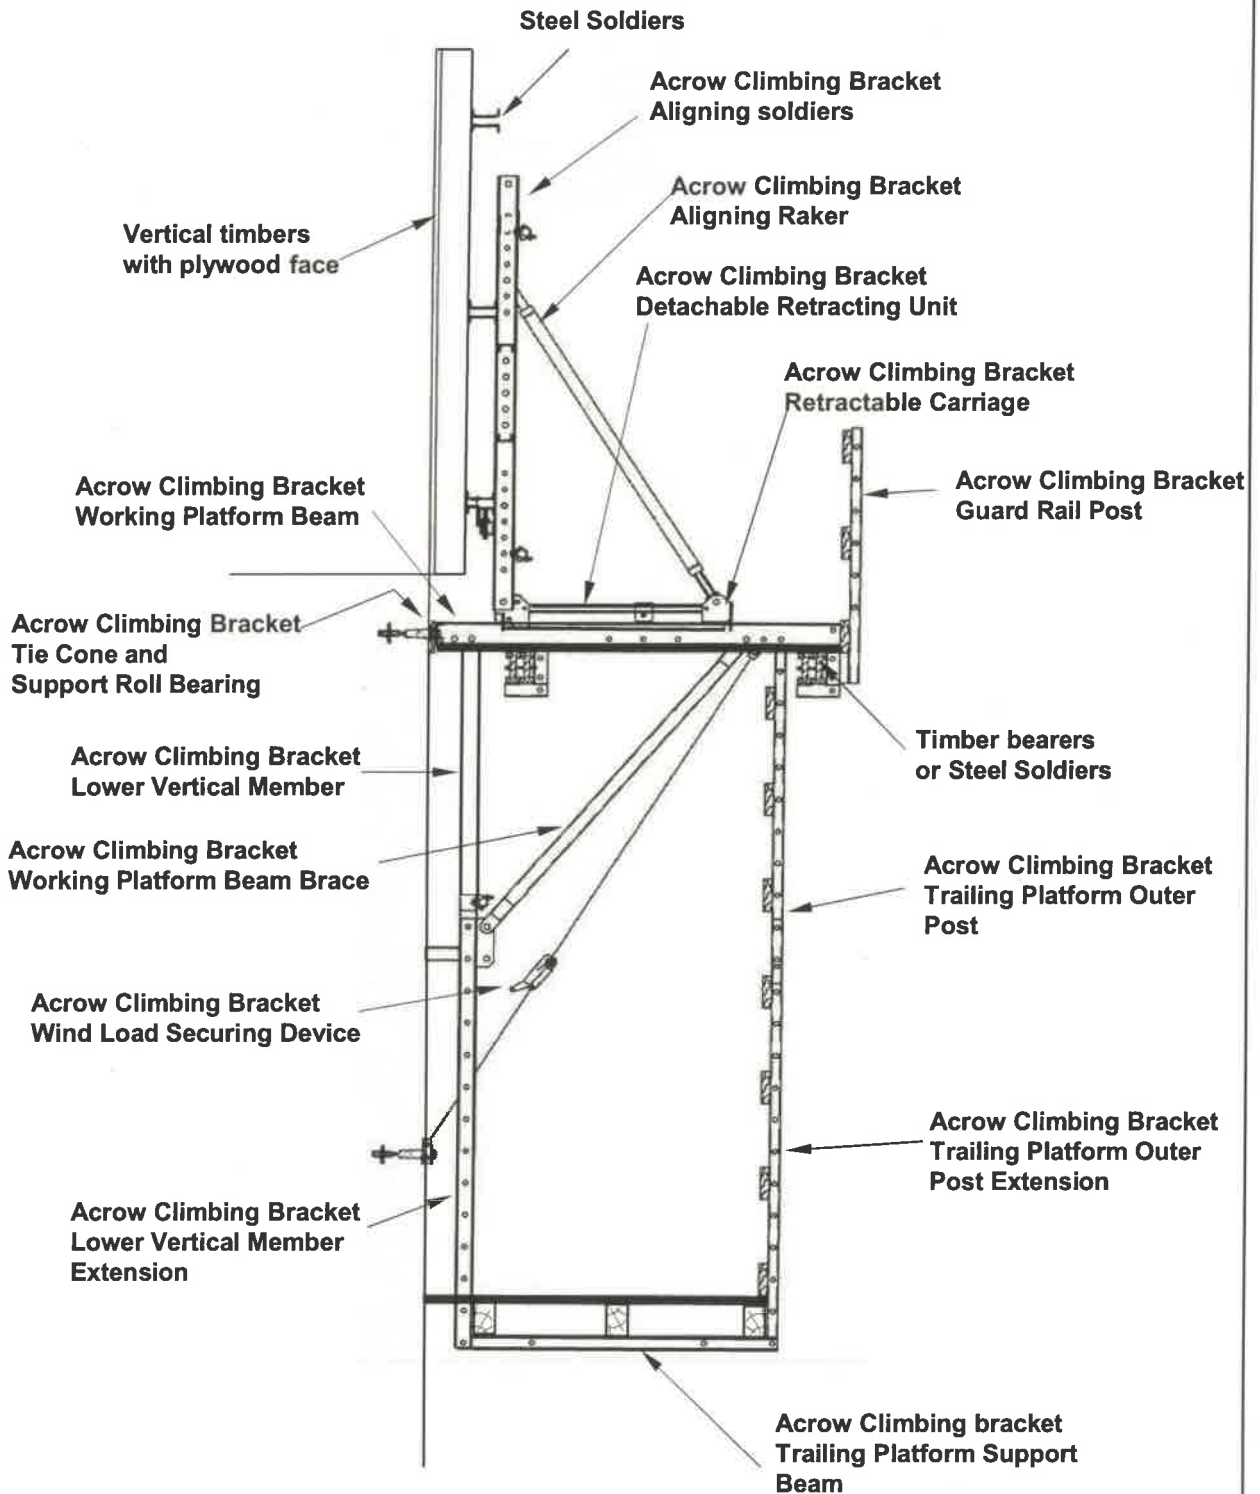 Steel Soldiers
Acrow Climbing Bracket
Aligning soldiers
Acrow Climbing Bracket
Aligning Raker
Vertical timbers
with plywood face
Acrow Climbing Bracket
Detachable Retracting Unit
Acrow Climbing Bracket
Retractable Carriage
Acrow Climbing Bracket
Working Platform Beam
Acrow Climbing Bracket
Guard Rail Post
Acrow Climbing Bracket
Tie Cone and
Support Roll Bearing
Timber bearers
or Steel Soldiers
Acrow Climbing Bracket
Lower Vertical Member
Acrow Climbing Bracket
Working Platform Beam Brace
Acrow Climbing Bracket
Trailing Platform Outer
Post
Acrow Climbing Bracket
Wind Load Securing Device
Acrow Climbing Bracket
Trailing Platform Outer
Post Extension
Acrow Climbing Bracket
Lower Vertical Member
Extension
Acrow Climbing bracket
Trailing Platform Support
Beam